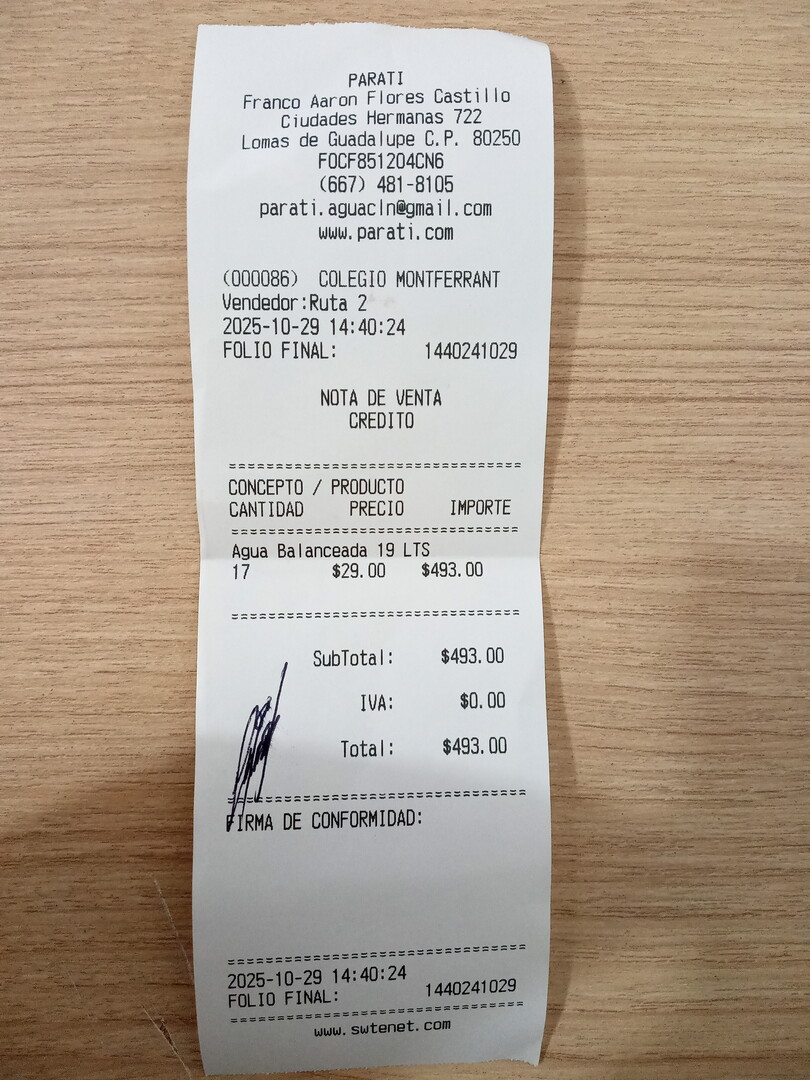 PARATI
Franco Aaron Flores Castillo
Ciudades Hermanas 722
Lomas de Guadalupe C.P. 80250
FOCF851204CN6
(667) 481-8105
parati.aguacln@gmail.com
www.parati.com
(000086) COLEGIO MONTFERRANT
Vendedor:Ruta 2
2025-10-29 14:40:24
FOLIO FINAL: 1440241029
NOTA DE VENTA
CREDITO
================================
CONCEPTO / PRODUCTO
CANTIDAD PRECIO IMPORTE
================================
Agua Balanceada 19 LTS
17 $29.00 $493.00
================================
SubTotal: $493.00
IVA: $0.00
Total: $493.00
================================
FIRMA DE CONFORMIDAD:
================================
2025-10-29 14:40:24
FOLIO FINAL: 1440241029
================================
www.swtenet.com